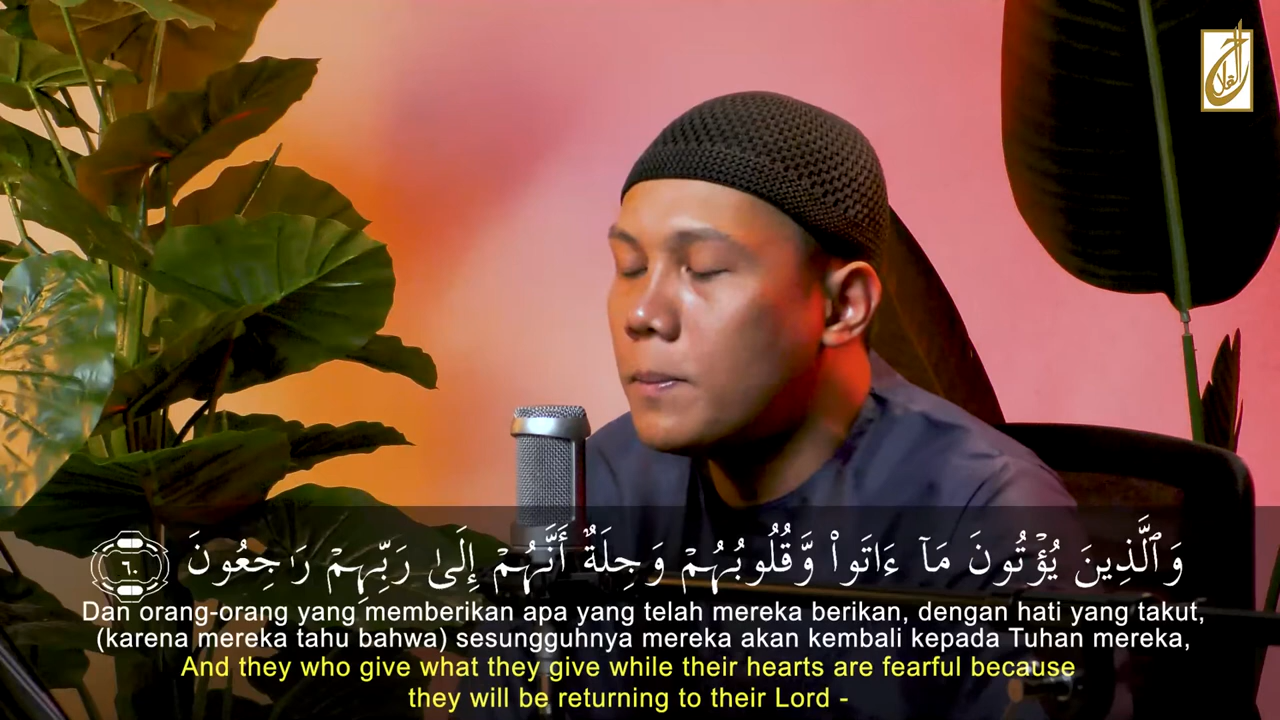 الفلاح
وَٱلَّذِينَ يُؤْتُونَ مَآ ءَاتَوا۟ وَّقُلُوبُهُمْ وَجِلَةٌ أَنَّهُمْ إِلَىٰ رَبِّهِمْ رَٰجِعُونَ ٦٠
Dan orang-orang yang memberikan apa yang telah mereka berikan, dengan hati yang takut,
(karena mereka tahu bahwa) sesungguhnya mereka akan kembali kepada Tuhan mereka,
And they who give what they give while their hearts are fearful because
they will be returning to their Lord -